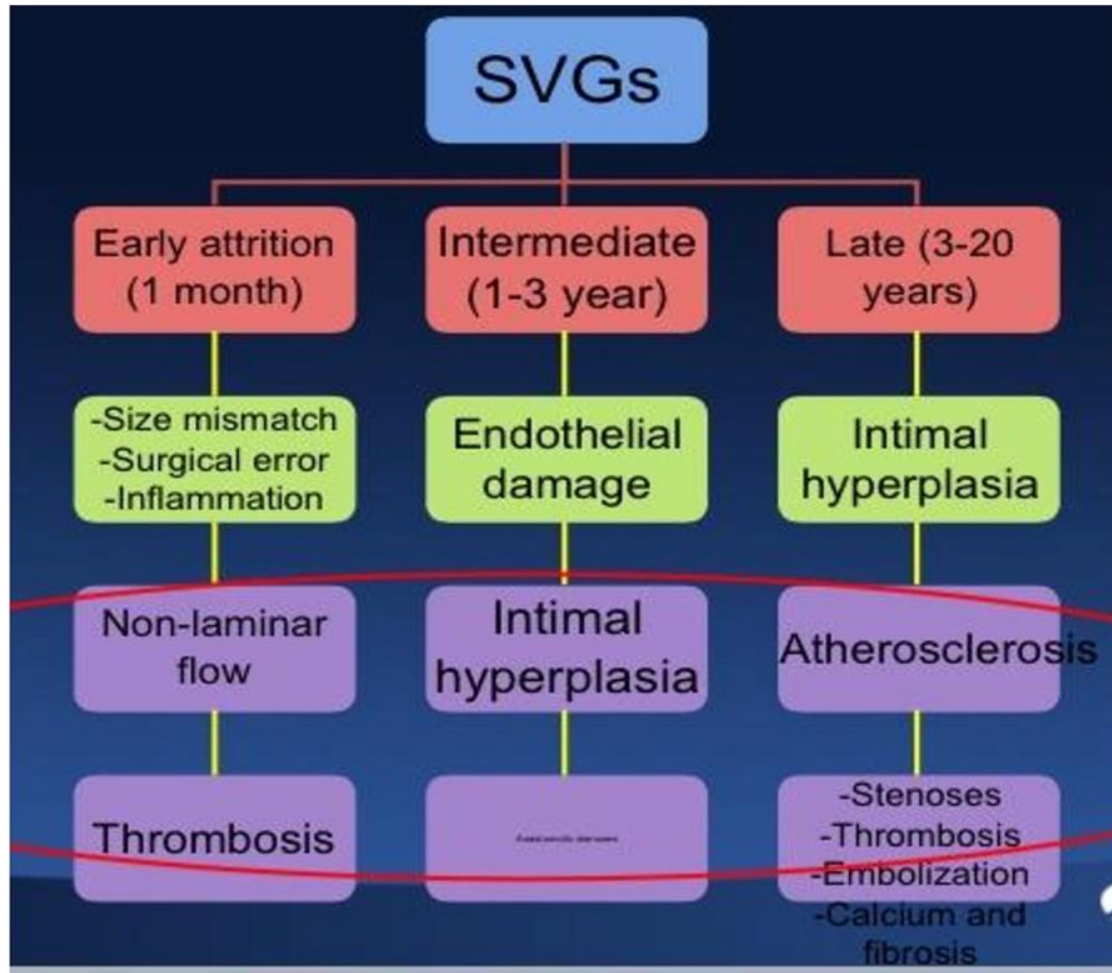 SVGs
Early attrition
(1 month)
Intermediate
(1-3 year)
Late (3-20
years)
-Size mismatch
-Surgical error
-Inflammation
Endothelial
damage
Intimal
hyperplasia
Non-laminar
flow
Intimal
hyperplasia
Atherosclerosis
Thrombosis
-Stenoses
-Thrombosis
-Embolization
-Calcium and
fibrosis